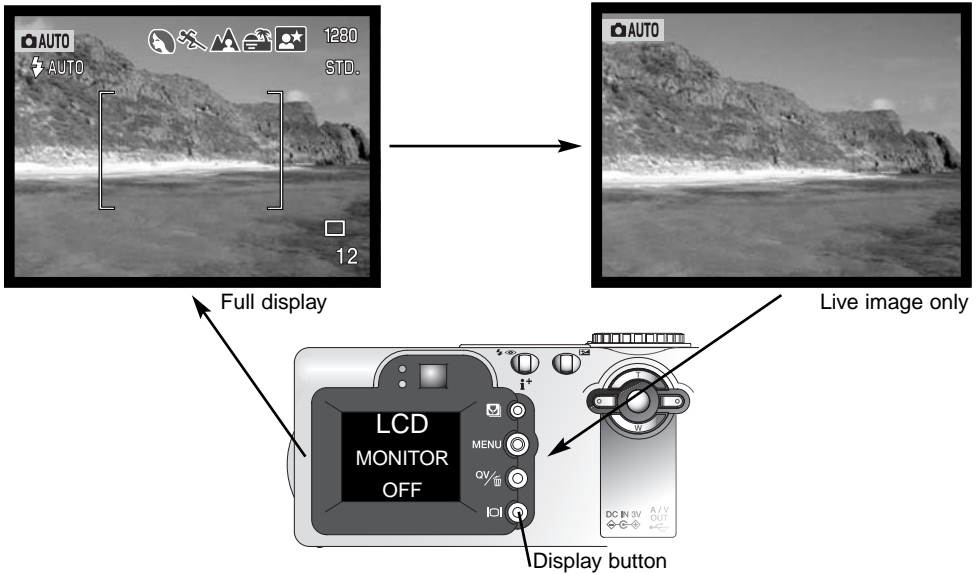 AUTO
AUTO
1280
STD.
12
AUTO
Full display
Live image only
LCD
MONITOR
OFF
MENU
QV/
i+
T
W
DC IN 3V
A / V
OUT
Display button